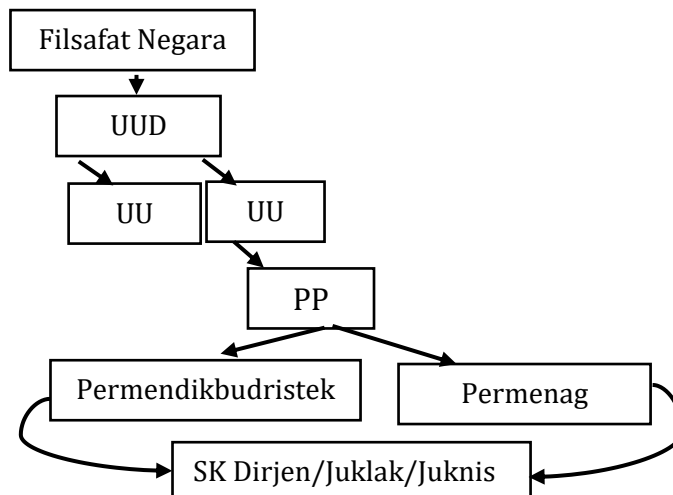 Filsafat Negara
UUD
UU
UU
PP
Permendikbudristek
Permenag
SK Dirjen/Juklak/Juknis